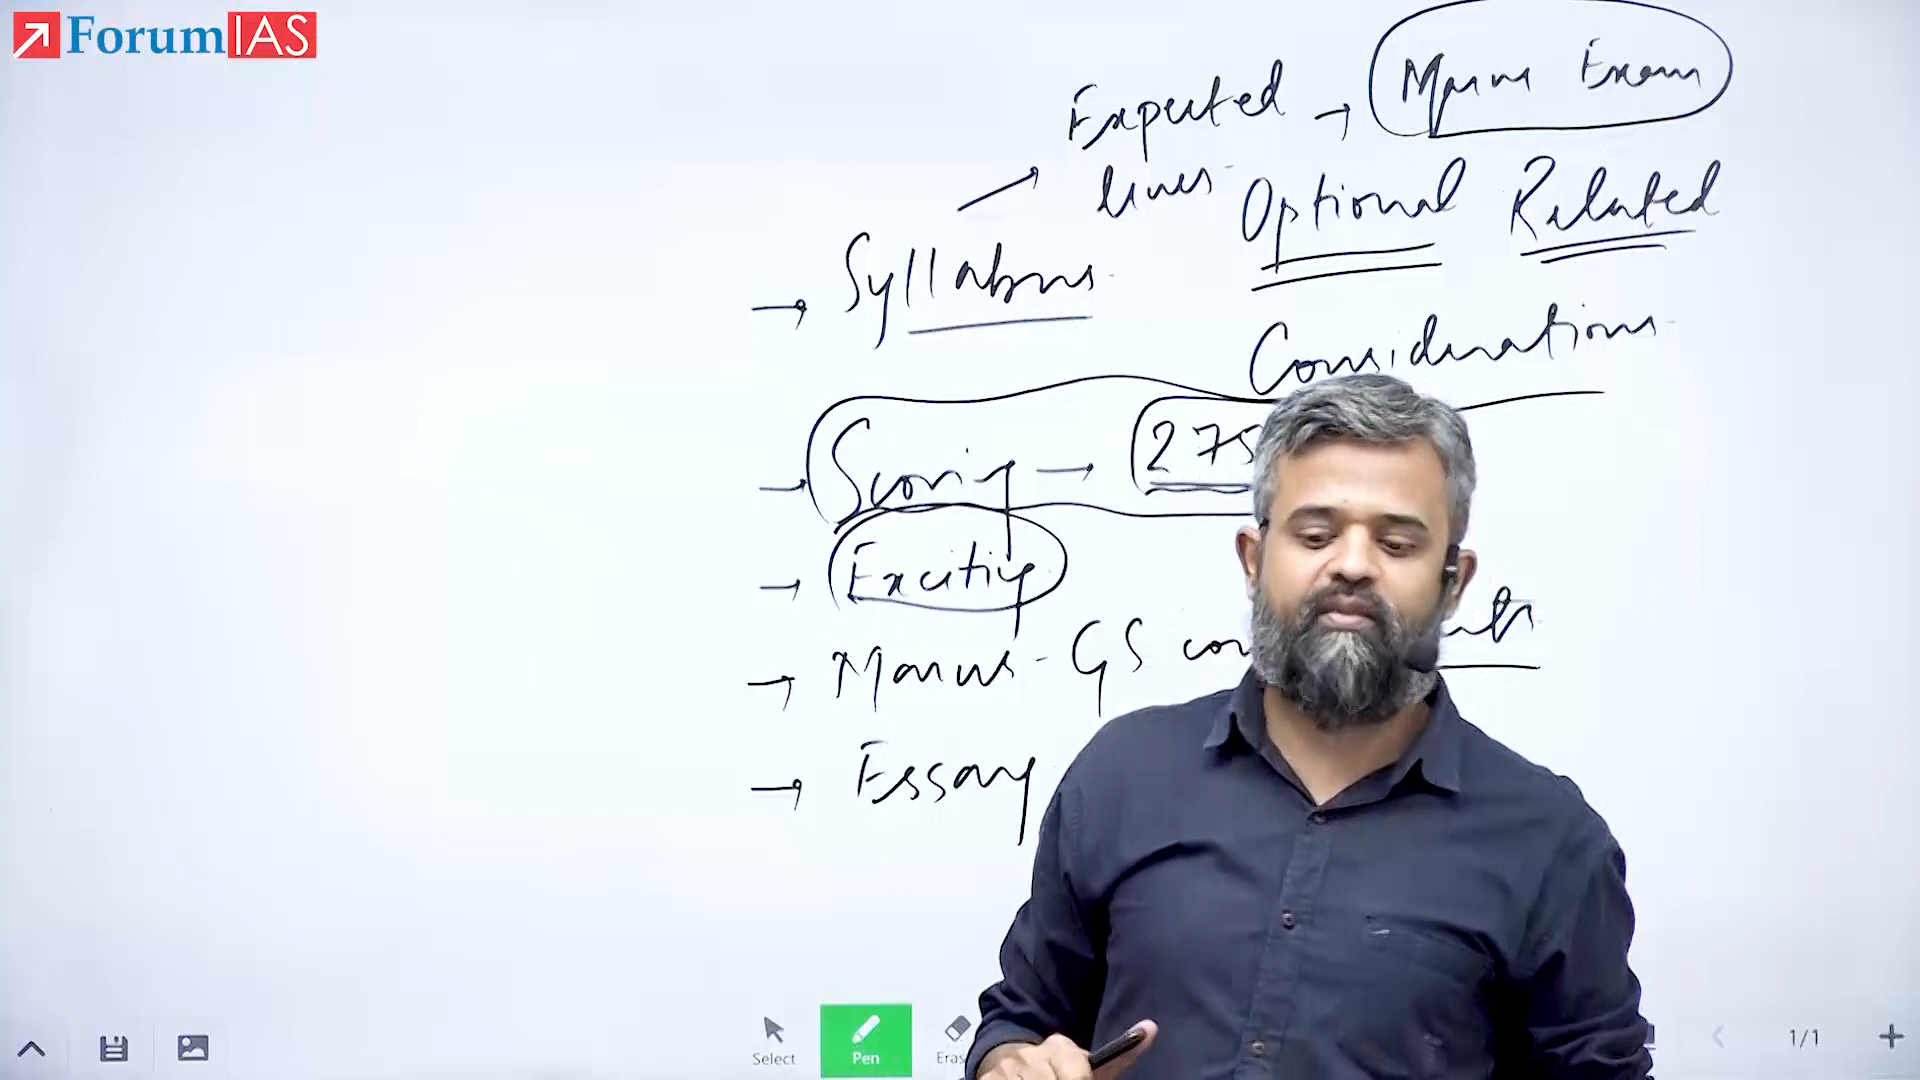 ForumIAS
Expected → Mains Exam
lines
Optional Related
→ Syllabus
Considerations
→ Scoring → 275
→ Exciting
→ Mains - GS
→ Essay
Select
Pen
1/1